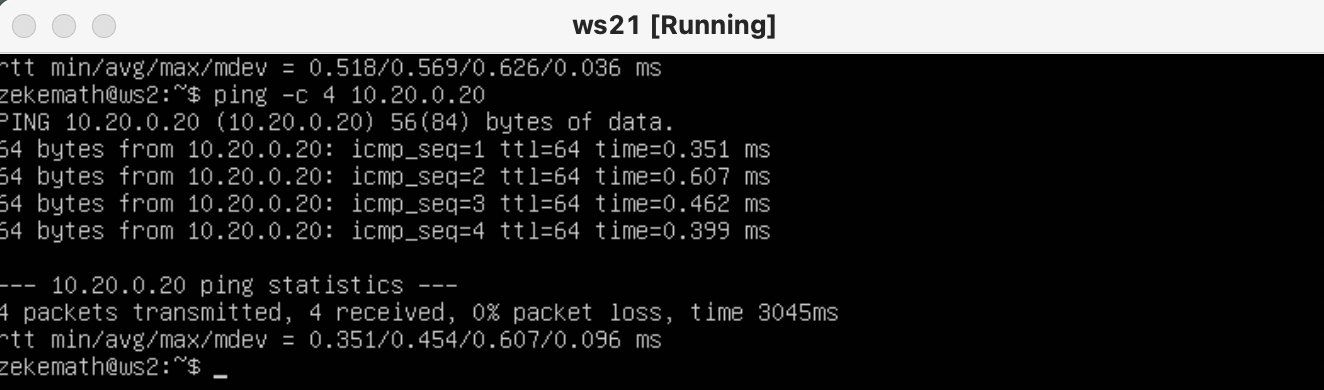 ws21 [Running]
rtt min/avg/max/mdev = 0.518/0.569/0.626/0.036 ms
zekemath@ws2:~$ ping -c 4 10.20.0.20
PING 10.20.0.20 (10.20.0.20) 56(84) bytes of data.
64 bytes from 10.20.0.20: icmp_seq=1 ttl=64 time=0.351 ms
64 bytes from 10.20.0.20: icmp_seq=2 ttl=64 time=0.607 ms
64 bytes from 10.20.0.20: icmp_seq=3 ttl=64 time=0.462 ms
64 bytes from 10.20.0.20: icmp_seq=4 ttl=64 time=0.399 ms
--- 10.20.0.20 ping statistics ---
4 packets transmitted, 4 received, 0% packet loss, time 3045ms
rtt min/avg/max/mdev = 0.351/0.454/0.607/0.096 ms
zekemath@ws2:~$ _